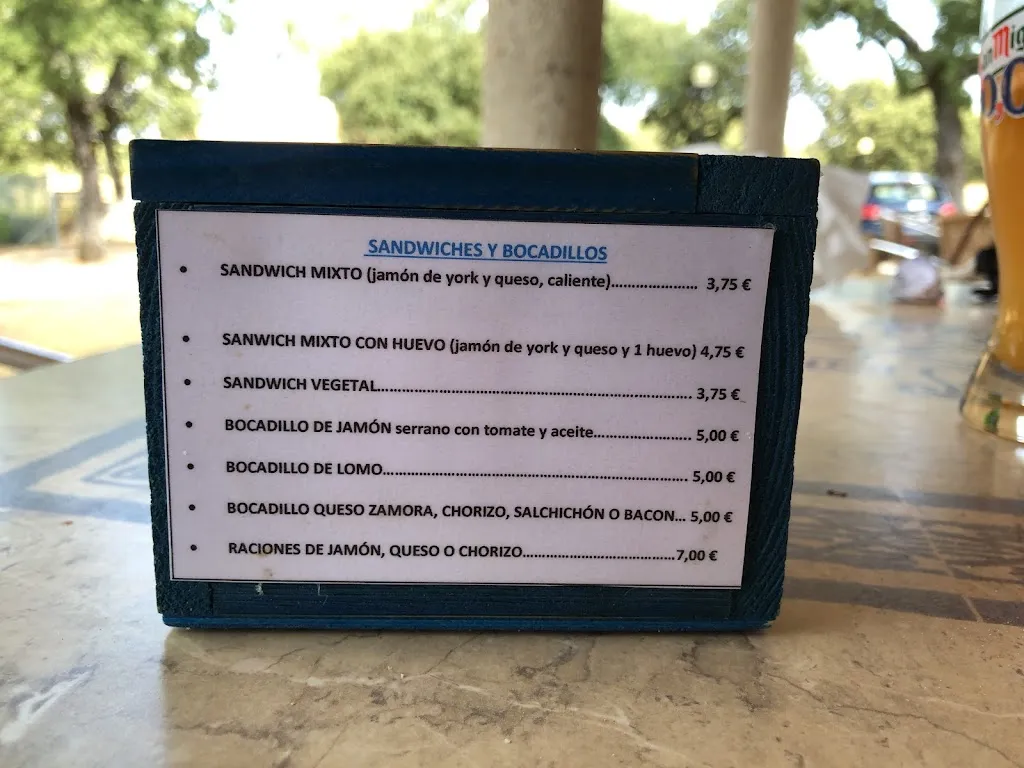 SANDWICHES Y BOCADILLOS
• SANDWICH MIXTO (jamón de york y queso, caliente)...................... 3,75 €
• SANWICH MIXTO CON HUEVO (jamón de york y queso y 1 huevo) 4,75 €
• SANDWICH VEGETAL............................................................................... 3,75 €
• BOCADILLO DE JAMÓN serrano con tomate y aceite......................... 5,00 €
• BOCADILLO DE LOMO............................................................................. 5,00 €
• BOCADILLO QUESO ZAMORA, CHORIZO, SALCHICHÓN O BACON... 5,00 €
• RACIONES DE JAMÓN, QUESO O CHORIZO.......................................7,00 €
0,0